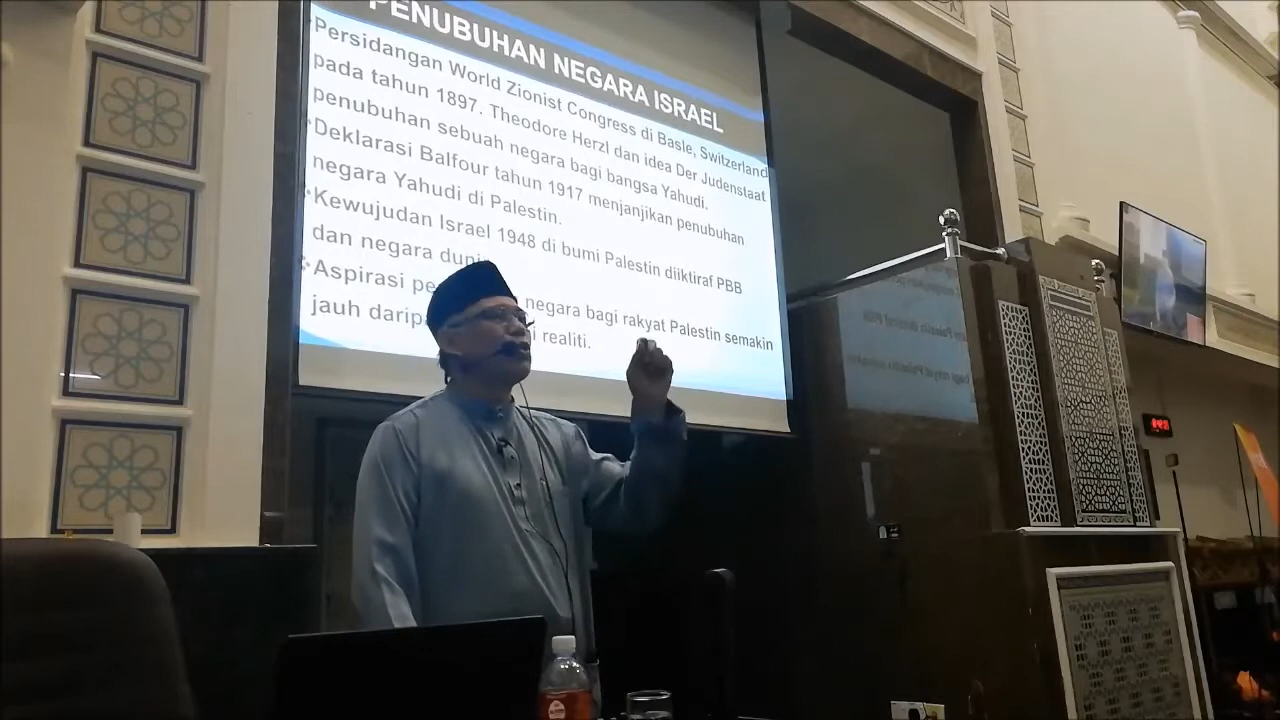 PENUBUHAN NEGARA ISRAEL
Persidangan World Zionist Congress di Basle, Switzerland
pada tahun 1897. Theodore Herzl dan idea Der Judenstaat
penubuhan sebuah negara bagi bangsa Yahudi.
Deklarasi Balfour tahun 1917 menjanjikan penubuhan
negara Yahudi di Palestin.
Kewujudan Israel 1948 di bumi Palestin diiktiraf PBB
dan negara
Aspirasi negara bagi rakyat Palestin semakin
jauh realiti.